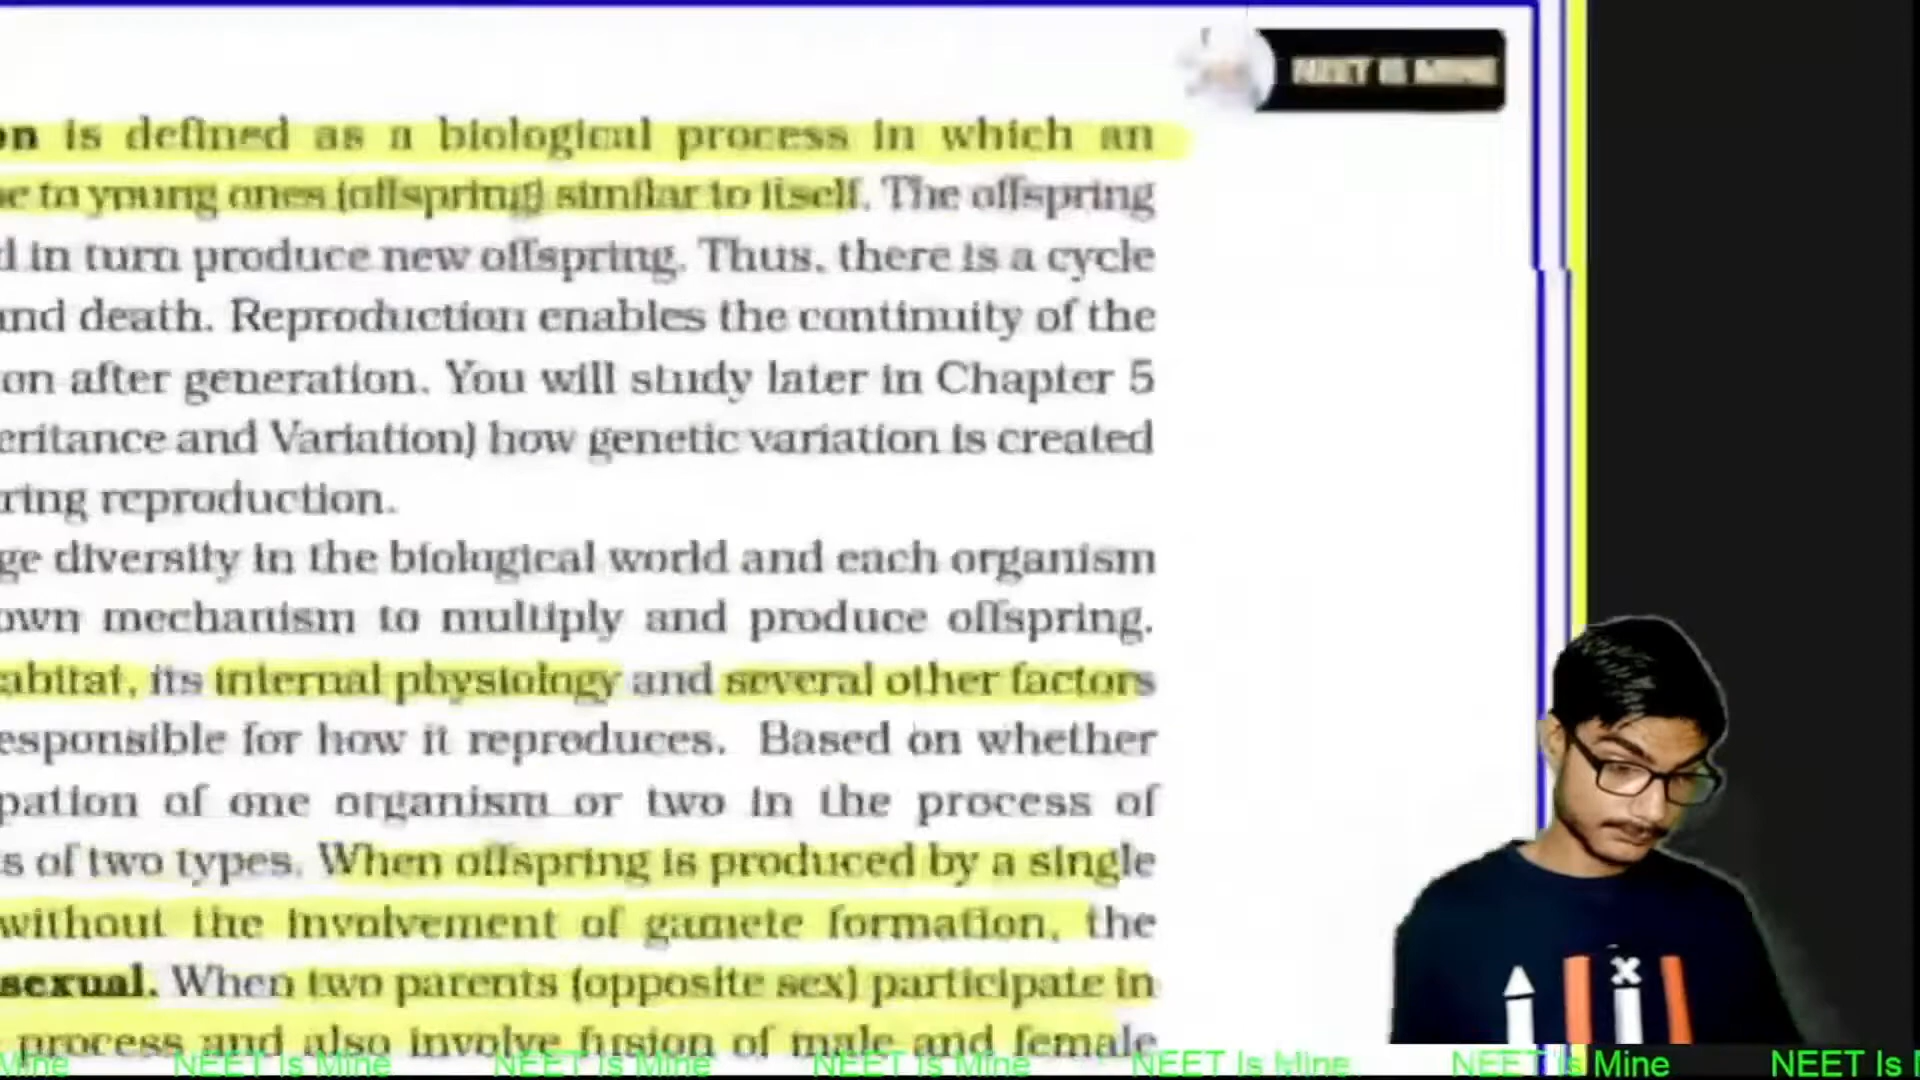 NEET IS MINE
on is defined as a biological process in which an
e to young ones (offspring) similar to itself. The offspring
d in turn produce new offspring. Thus, there is a cycle
and death. Reproduction enables the continuity of the
on after generation. You will study later in Chapter 5
eritance and Variation) how genetic variation is created
ring reproduction.
ge diversity in the biological world and each organism
own mechanism to multiply and produce offspring.
abitat, its internal physiology and several other factors
esponsible for how it reproduces. Based on whether
pation of one organism or two in the process of
s of two types. When offspring is produced by a single
without the involvement of gamete formation, the
sexual. When two parents (opposite sex) participate in
process and also involve fusion of male and female
Mine NEET Is Mine NEET Is Mine NEET Is Mine NEET Is Mine NEET Is Mine NEET Is